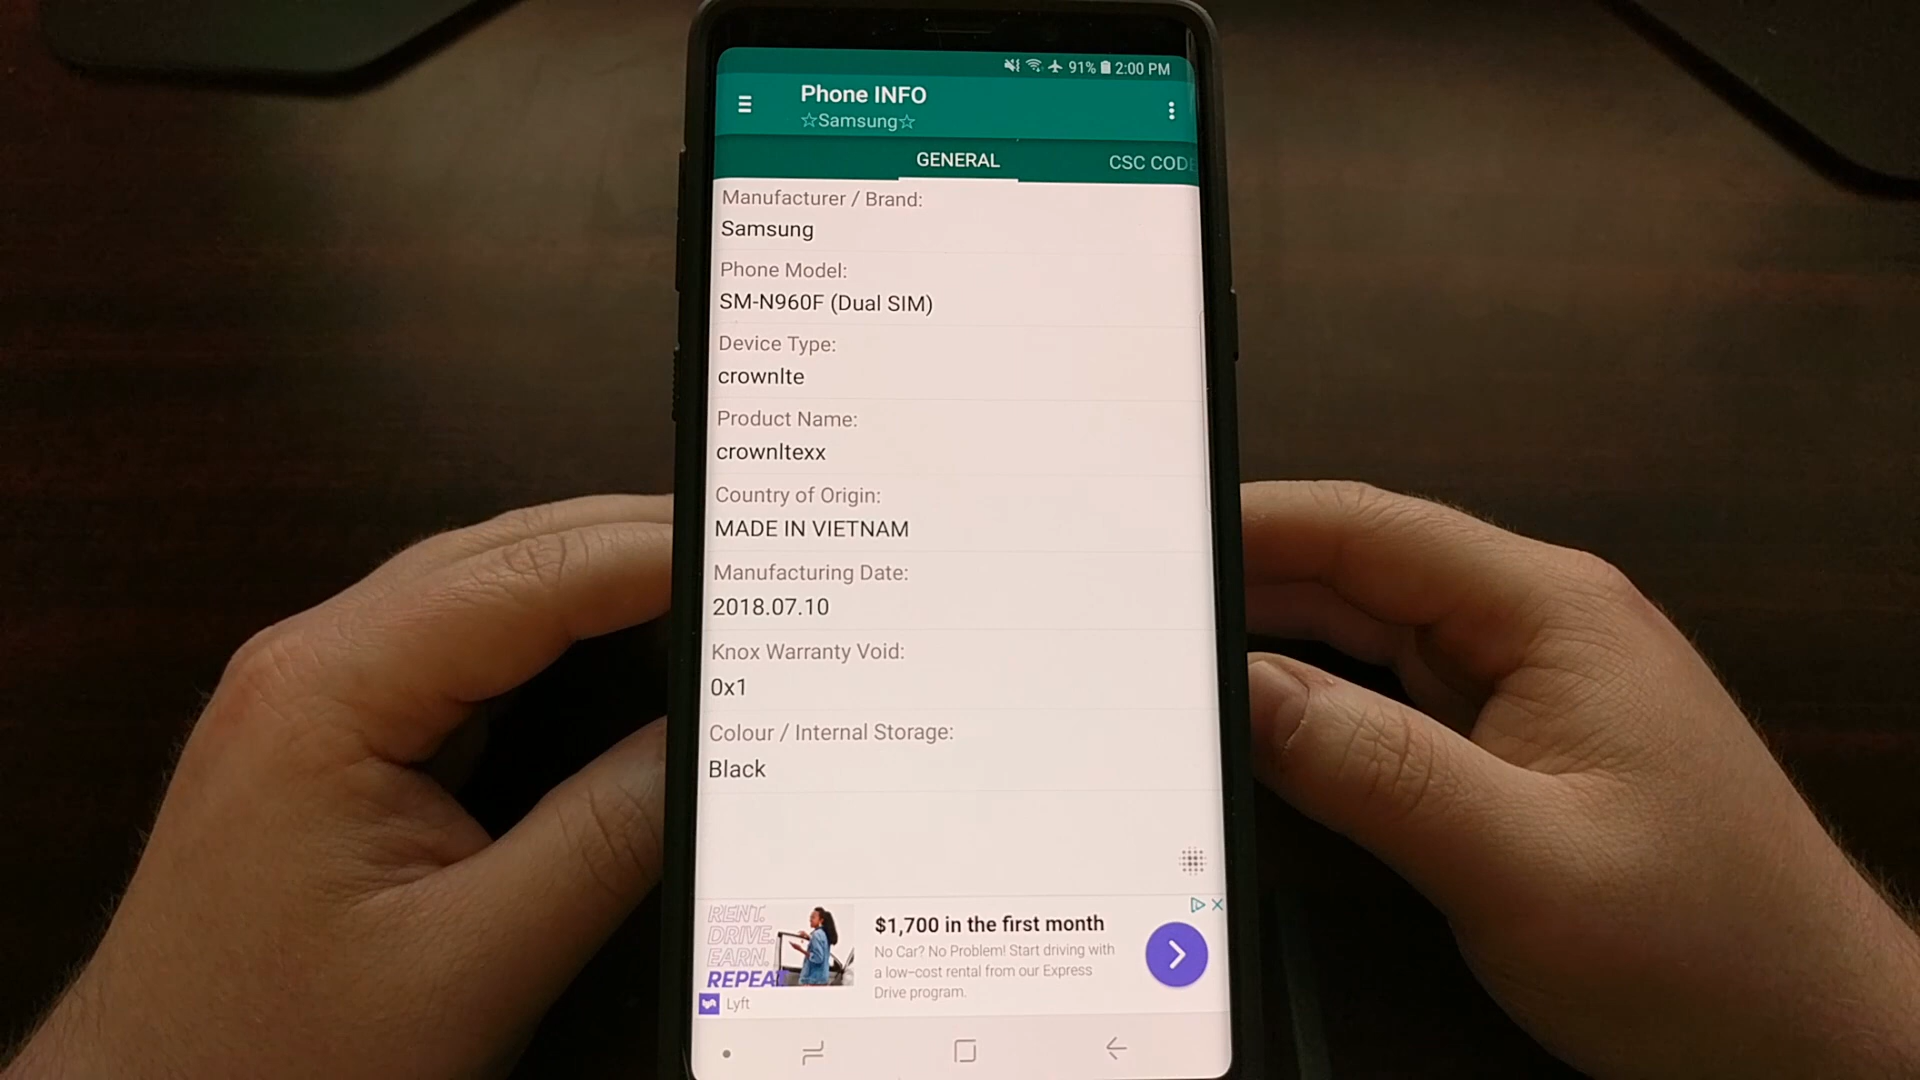 91% 2:00 PM
Phone INFO
☆Samsung☆
GENERAL
CSC CODE
Manufacturer / Brand:
Samsung
Phone Model:
SM-N960F (Dual SIM)
Device Type:
crownlte
Product Name:
crownltexx
Country of Origin:
MADE IN VIETNAM
Manufacturing Date:
2018.07.10
Knox Warranty Void:
0x1
Colour / Internal Storage:
Black
RENT.
DRIVE.
EARN.
REPEAT
Lyft
$1,700 in the first month
No Car? No Problem! Start driving with
a low-cost rental from our Express
Drive program.